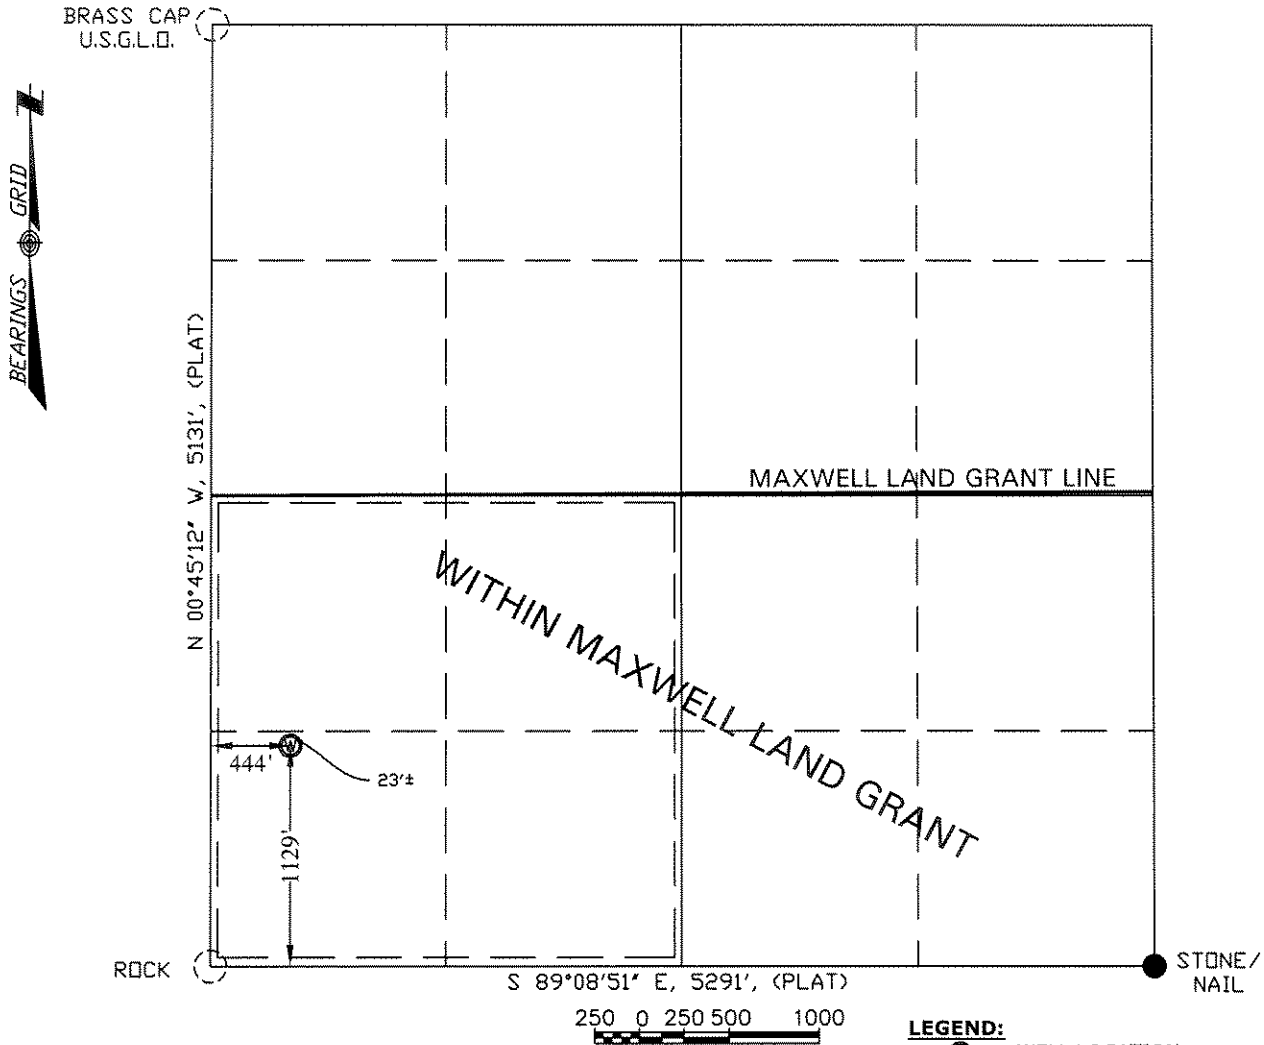 BRASS CAP
U.S.G.L.O.
BEARINGS GRID
N 00°45'12" W, 5131', (PLAT)
MAXWELL LAND GRANT LINE
WITHIN MAXWELL LAND GRANT
W
444'
23'±
1129'
ROCK
S 89°08'51" E, 5291', (PLAT)
STONE/
NAIL
250 0 250 500 1000
LEGEND: